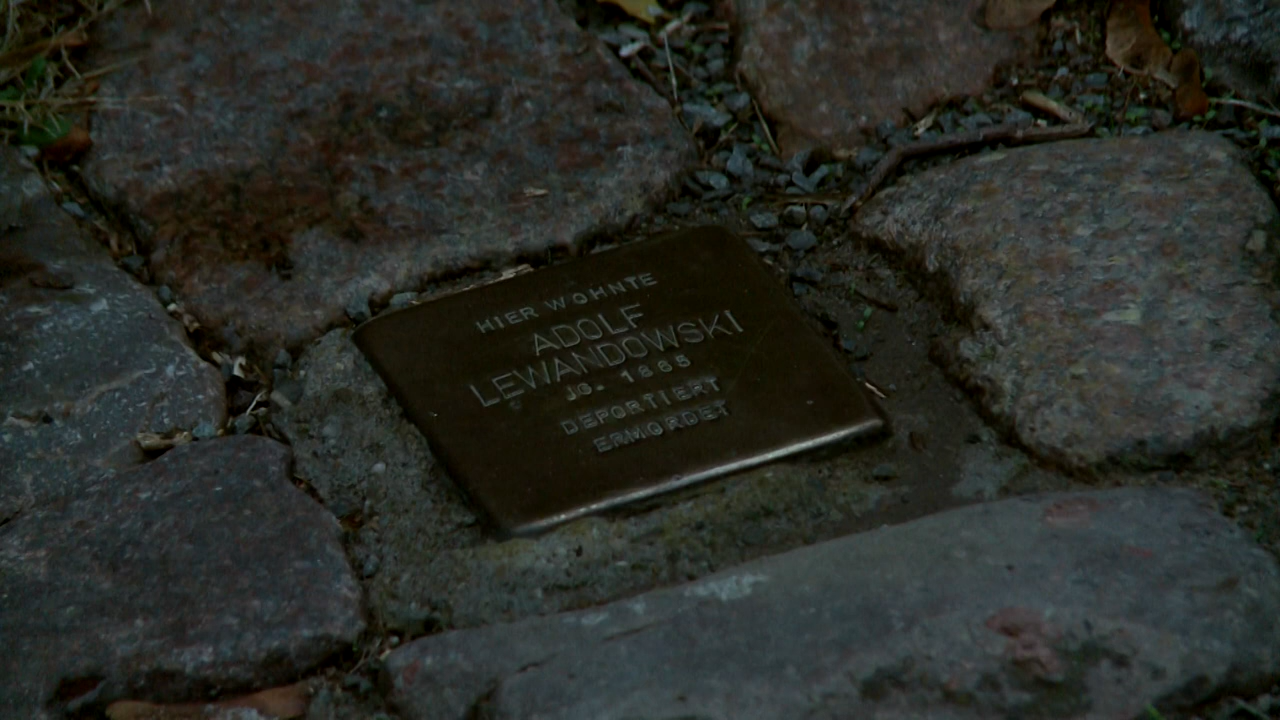 HIER WOHNTE
ADOLF
LEWANDOWSKI
JG. 1865
DEPORTIERT
ERMORDET